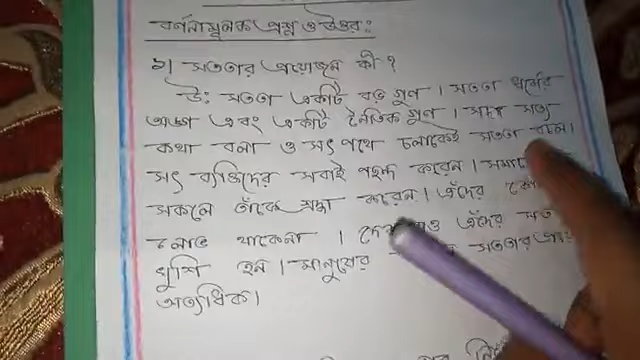 বর্ণনামূলক প্রশ্ন ও উত্তর:
১। সততার প্রয়োজন কী?
উ: সততা একটি বড় গুণ। সততা ধর্মের
অঙ্গ এবং একটি নৈতিক গুণ। সদা সত্য
কথা বলা ও সৎ পথে চলাকেই সততা বলে।
সৎ ব্যক্তিদের সবাই পছন্দ করেন।
সকলে তাঁকে শ্রদ্ধা করেন। এঁদের
লোভ থাকেনা। এঁদের
খুশি হন। মানুষের সততার
অত্যধিক।